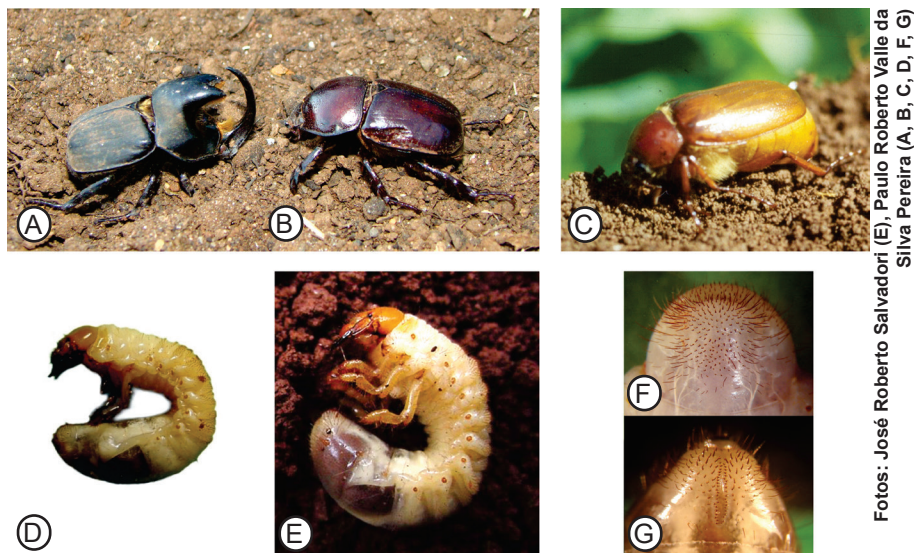 A
B
C
D
E
F
G
Fotos: José Roberto Salvadori (E), Paulo Roberto Valle da
Silva Pereira (A, B, C, D, F, G)